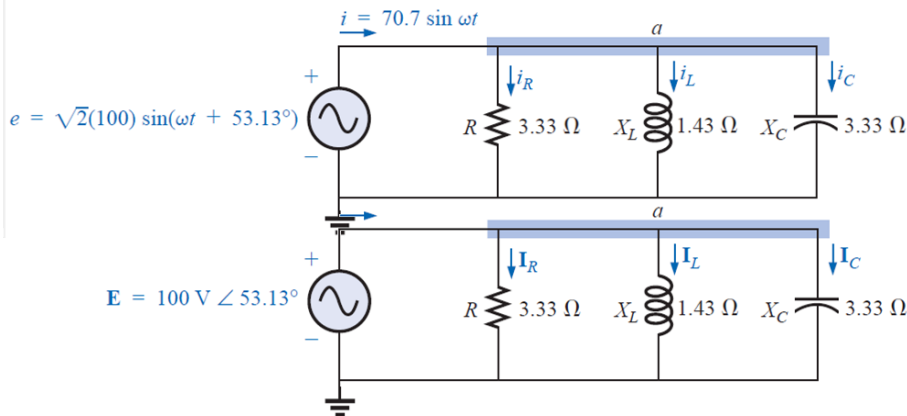 i = 70.7 sin ωt
a
+
iR
iL
iC
e = √2(100) sin(ωt + 53.13°)
R 3.33 Ω XL 1.43 Ω XC 3.33 Ω
−
a
+
IR
IL
IC
E = 100 V ∠ 53.13°
R 3.33 Ω XL 1.43 Ω XC 3.33 Ω
−